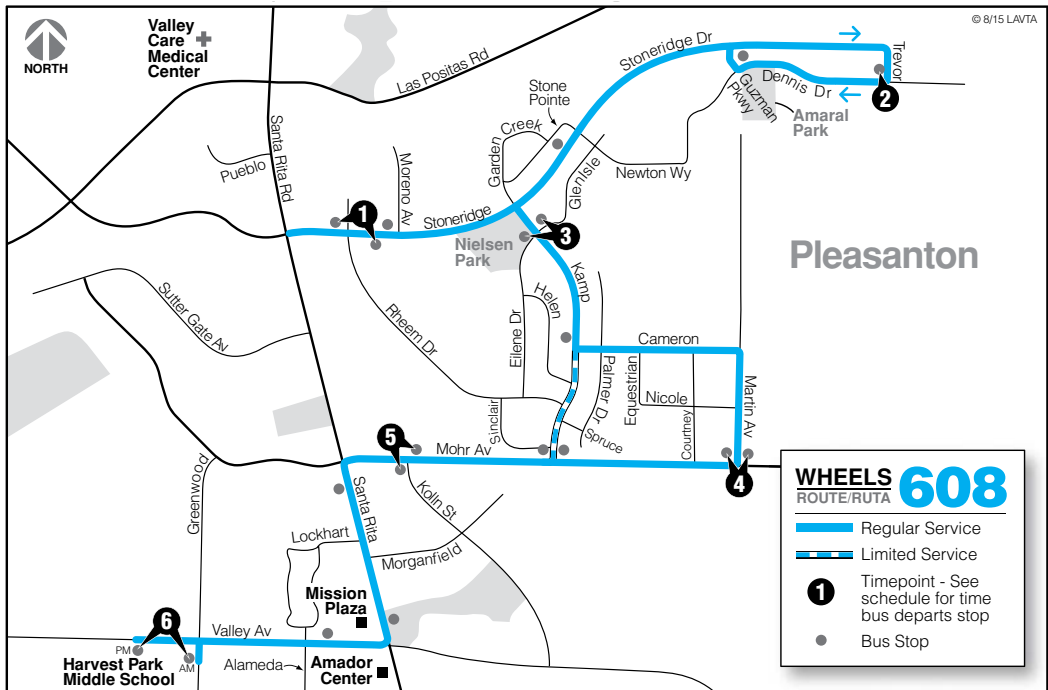 © 8/15 LAVTA
NORTH
Valley
Care
Medical
Center
Las Positas Rd
Stoneridge Dr
Trevor
Dennis Dr
Guzman
Pkwy
2
Amaral
Park
Stone
Pointe
Garden Creek
GlenIsle
Newton Wy
Santa Rita Rd
Pueblo
Moreno Av
1
Stoneridge
3
Nielsen
Park
Pleasanton
Kamp
Sutter Gate Av
Rheem Dr
Eilene Dr
Helen
Cameron
Palmer Dr
Equestrian
Nicole
Courtney
Martin Av
Sinclair
Spruce
5
Mohr Av
4
Greenwood
Santa Rita
Kolln St
Lockhart
Morganfield
Mission
Plaza
6
Valley Av
PM
AM
Harvest Park
Middle School
Alameda
Amador
Center
WHEELS
ROUTE/RUTA
608
Regular Service
Limited Service
1
Timepoint - See
schedule for time
bus departs stop
Bus Stop